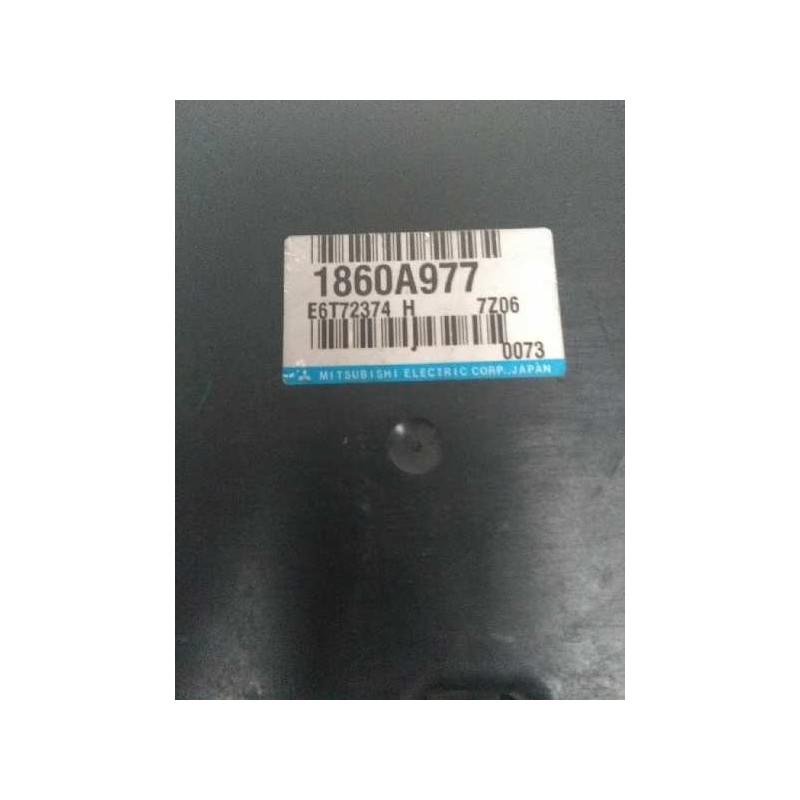 1860A977
E6T72374 H 7Z06
0073
MITSUBISHI ELECTRIC CORP.,JAPAN